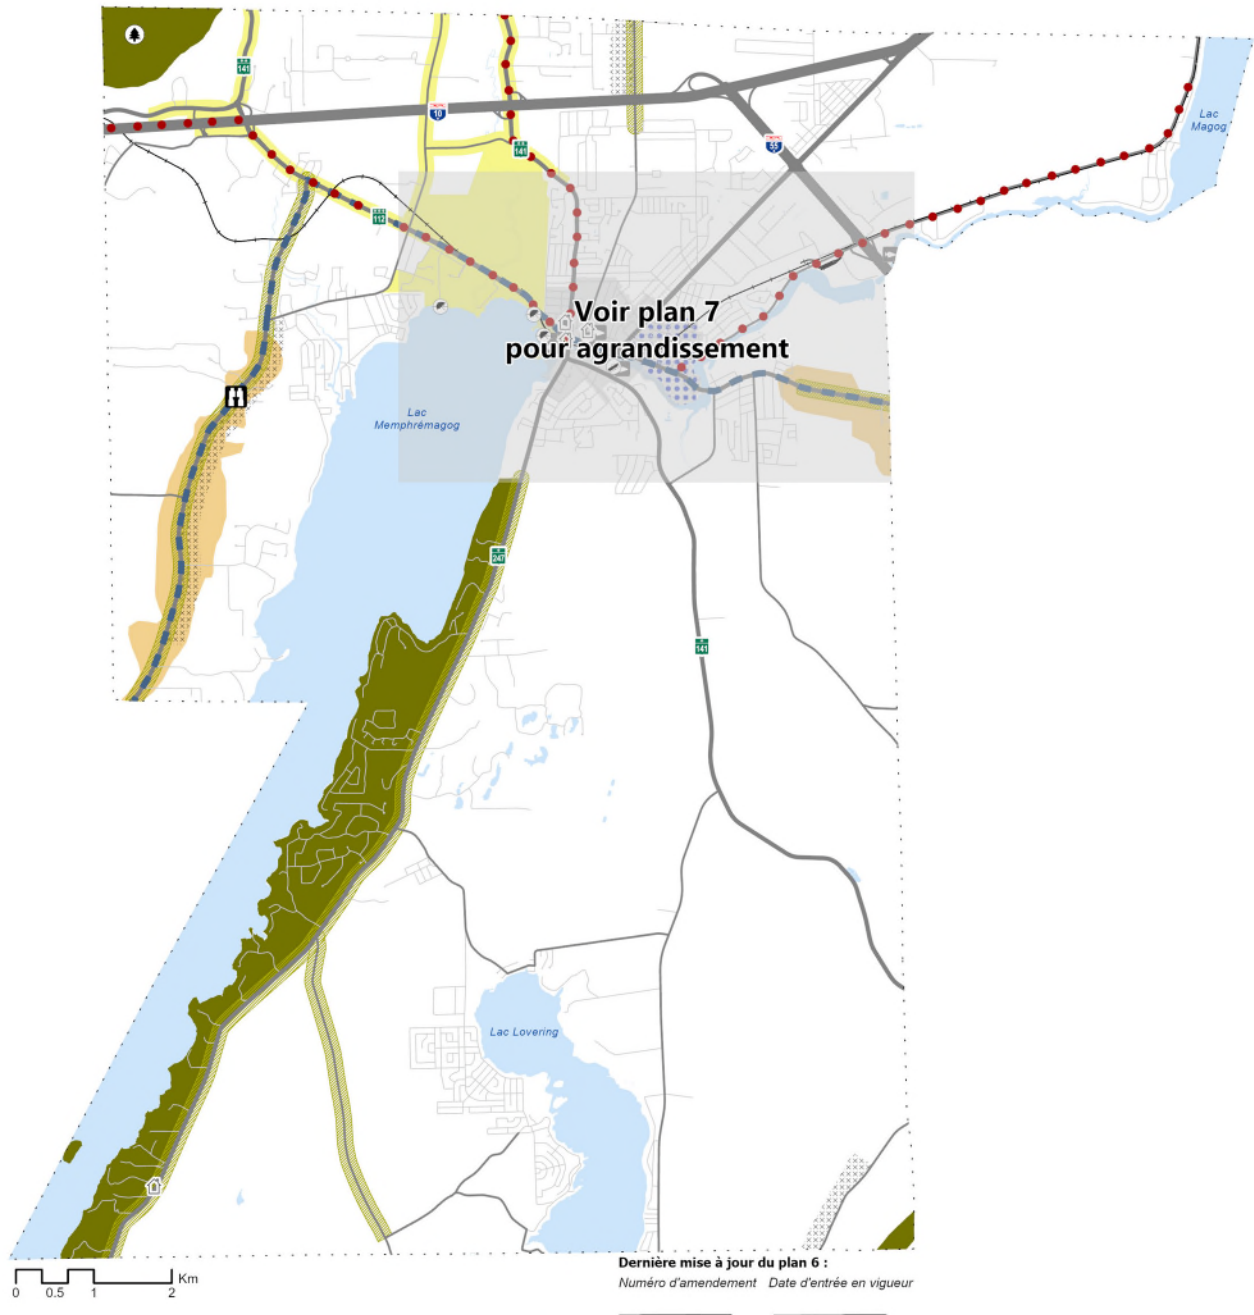 141
10
141
55
Lac
Magog
112
Voir plan 7
pour agrandissement
Lac
Memphrémagog
247
141
Lac Lovering
Dernière mise à jour du plan 6 :
Numéro d'amendement Date d'entrée en vigueur
Km
0 0.5 1 2